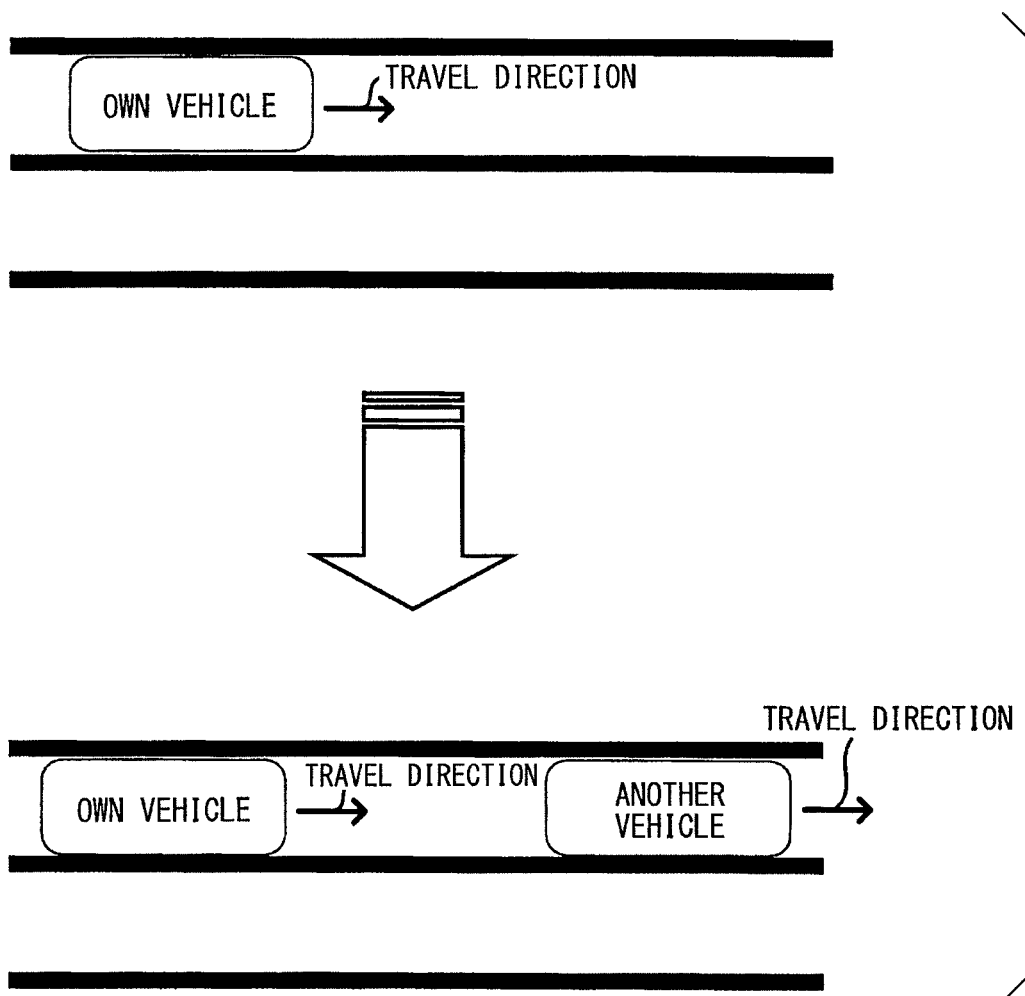 OWN VEHICLE
TRAVEL DIRECTION
TRAVEL DIRECTION
OWN VEHICLE
TRAVEL DIRECTION
ANOTHER
VEHICLE